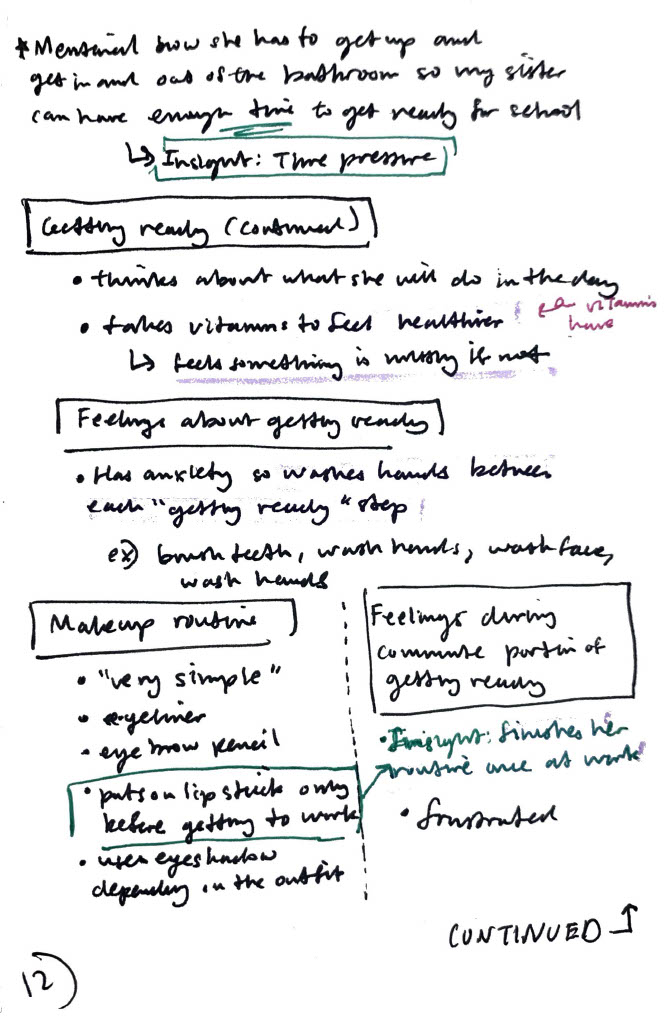 *Mentioned how she has to get up and
get in and out of the bathroom so my sister
can have enough time to get ready for school
↳ Insight: Time pressure
Getting ready (continued)
• thinks about what she will do in the day
• takes vitamins to feel healthier
vitamins
have
↳ feels something is missing if not
Feelings about getting ready
• Has anxiety so washes hands between
each "getting ready" step
ex) brush teeth, wash hands, wash face,
wash hands
Makeup routine
• "very simple"
• eyeliner
• eyebrow pencil
• puts on lipstick only
before getting to work
• uses eyeshadow
depending on the outfit
Feelings during
commute portion of
getting ready
• Insight: finishes her
routine once at work
• frustrated
CONTINUED →
12